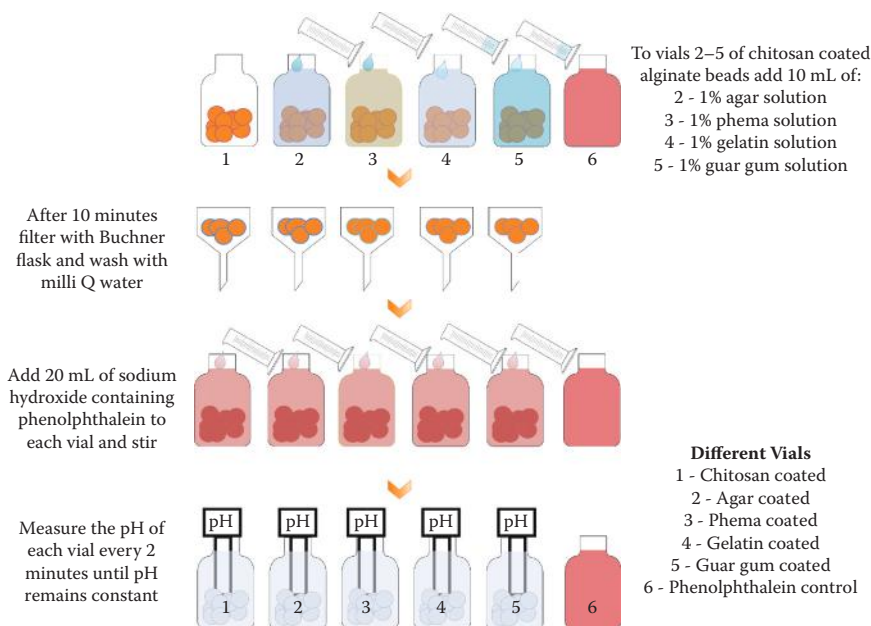 To vials 2–5 of chitosan coated
alginate beads add 10 mL of:
2 - 1% agar solution
3 - 1% phema solution
4 - 1% gelatin solution
5 - 1% guar gum solution
1
2
3
4
5
6
After 10 minutes
filter with Buchner
flask and wash with
milli Q water
Add 20 mL of sodium
hydroxide containing
phenolphthalein to
each vial and stir
Measure the pH of
each vial every 2
minutes until pH
remains constant
pH
pH
pH
pH
pH
1
2
3
4
5
6
Different Vials
1 - Chitosan coated
2 - Agar coated
3 - Phema coated
4 - Gelatin coated
5 - Guar gum coated
6 - Phenolphthalein control